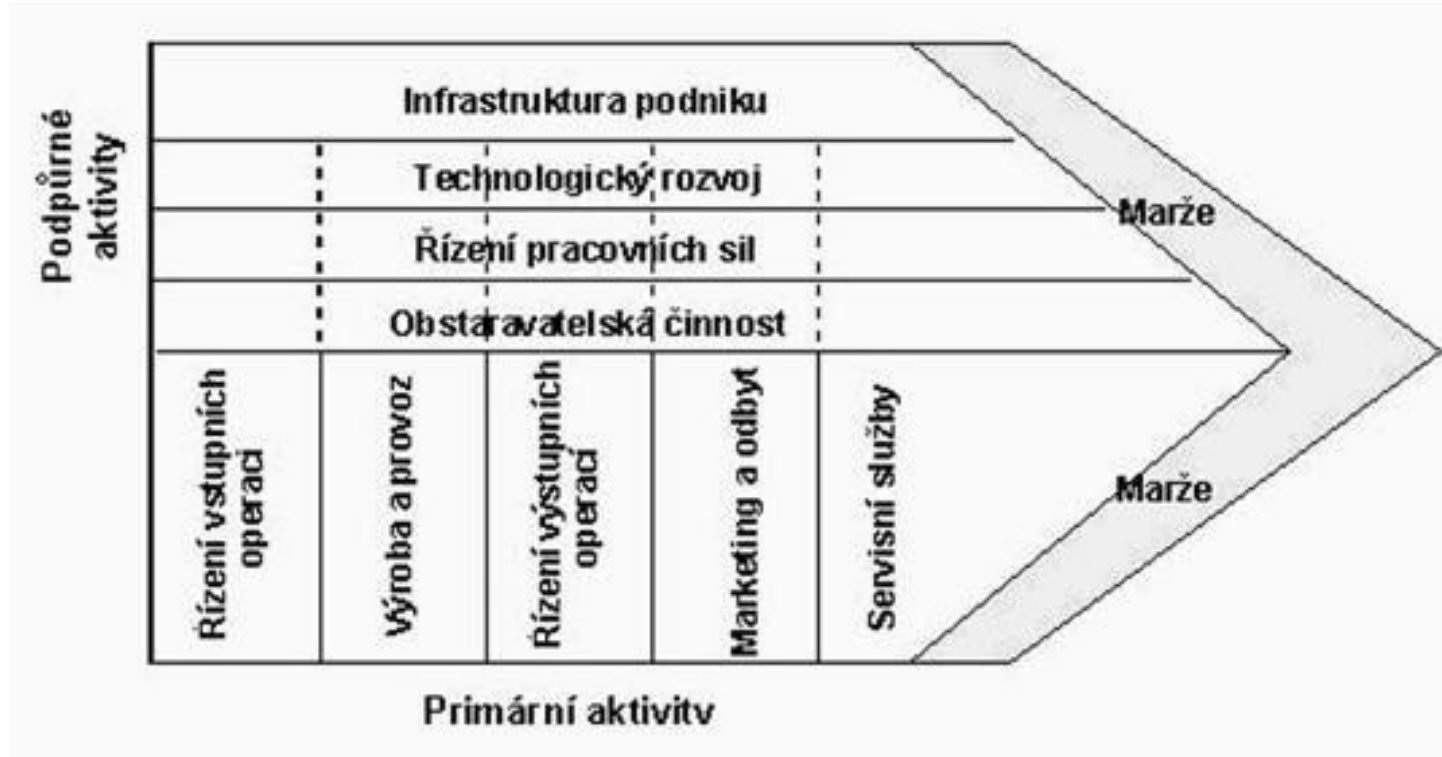 Podpůrné
aktivity
Infrastruktura podniku
Technologický rozvoj
Řízení pracovních sil
Obstaravatelská činnost
Marže
Řízení vstupních
operací
Výroba a provoz
Řízení výstupních
operací
Marketing a odbyt
Servisní služby
Marže
Primární aktivity